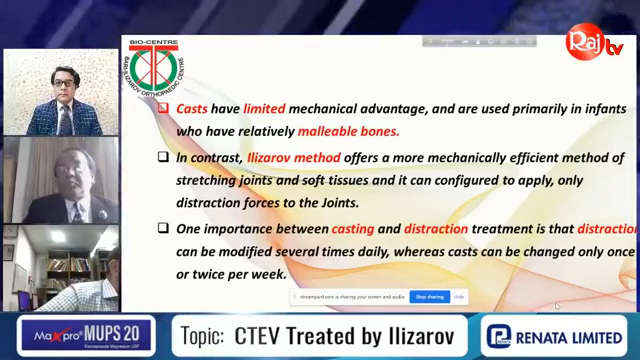 BIO-CENTRE
BARI-ILIZAROV ORTHOPAEDIC CENTRE
Raj tv
Casts have limited mechanical advantage, and are used primarily in infants
who have relatively malleable bones.
In contrast, Ilizarov method offers a more mechanically efficient method of
stretching joints and soft tissues and it can configured to apply, only
distraction forces to the Joints.
One importance between casting and distraction treatment is that distraction
can be modified several times daily, whereas casts can be changed only once
or twice per week.
streamyard.com is sharing your screen and audio.
Stop sharing
Hide
Maxpro MUPS 20
Esomeprazole Magnesium USP
Topic: CTEV Treated by Ilizarov
RENATA LIMITED